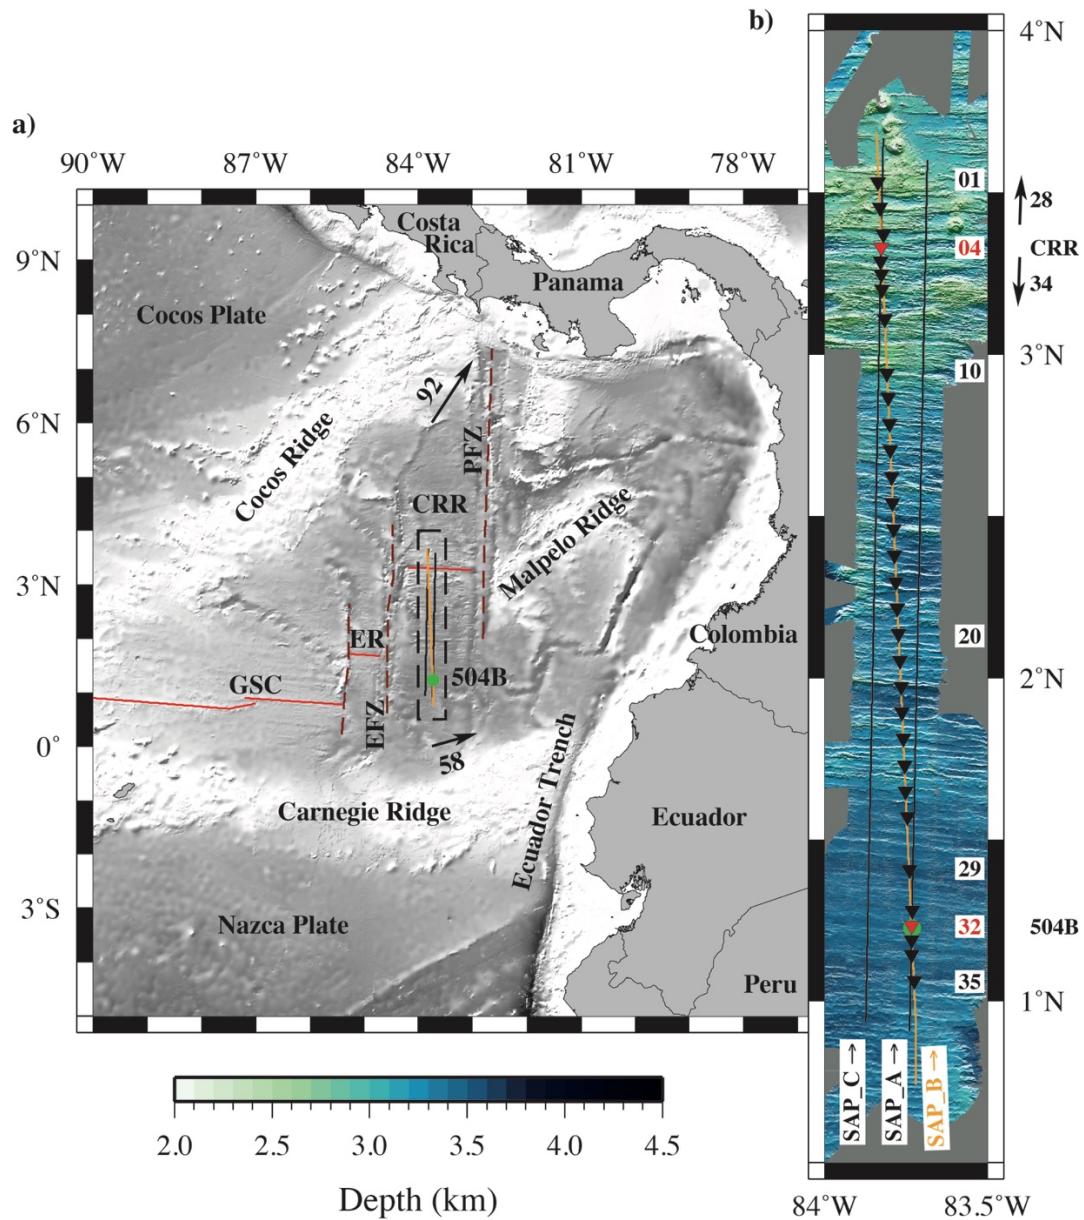 a)
90°W
87°W
84°W
81°W
78°W
9°N
6°N
3°N
0°
3°S
Costa
Rica
Panama
Cocos Plate
92
Cocos Ridge
PFZ
CRR
Malpelo Ridge
Colombia
ER
504B
GSC
EFZ
58
Ecuador Trench
Carnegie Ridge
Ecuador
Nazca Plate
Peru
2.0
2.5
3.0
3.5
4.0
4.5
Depth (km)
b)
4°N
01
28
04
CRR
34
3°N
10
20
2°N
29
32
504B
35
1°N
SAP_C →
SAP_A →
SAP_B →
84°W
83.5°W